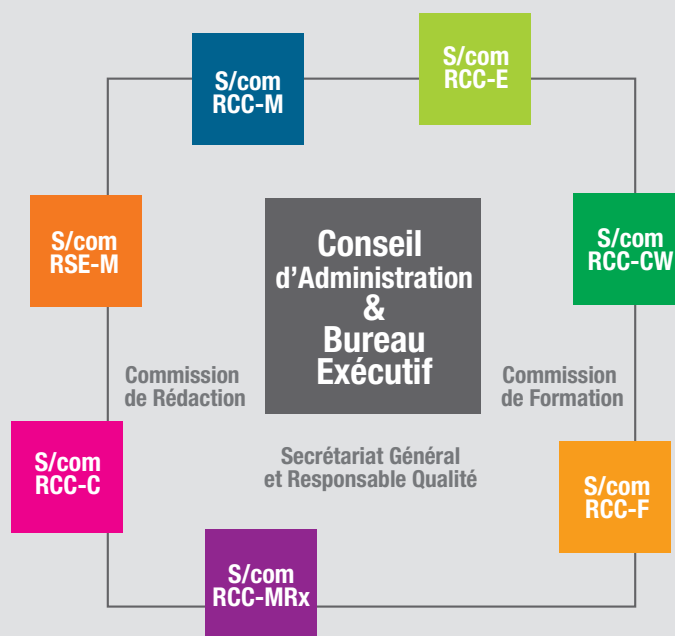 S/com
RCC-M
S/com
RCC-E
S/com
RSE-M
Conseil
d’Administration
&
Bureau
Exécutif
S/com
RCC-CW
Commission
de Rédaction
Commission
de Formation
S/com
RCC-C
Secrétariat Général
et Responsable Qualité
S/com
RCC-F
S/com
RCC-MRx